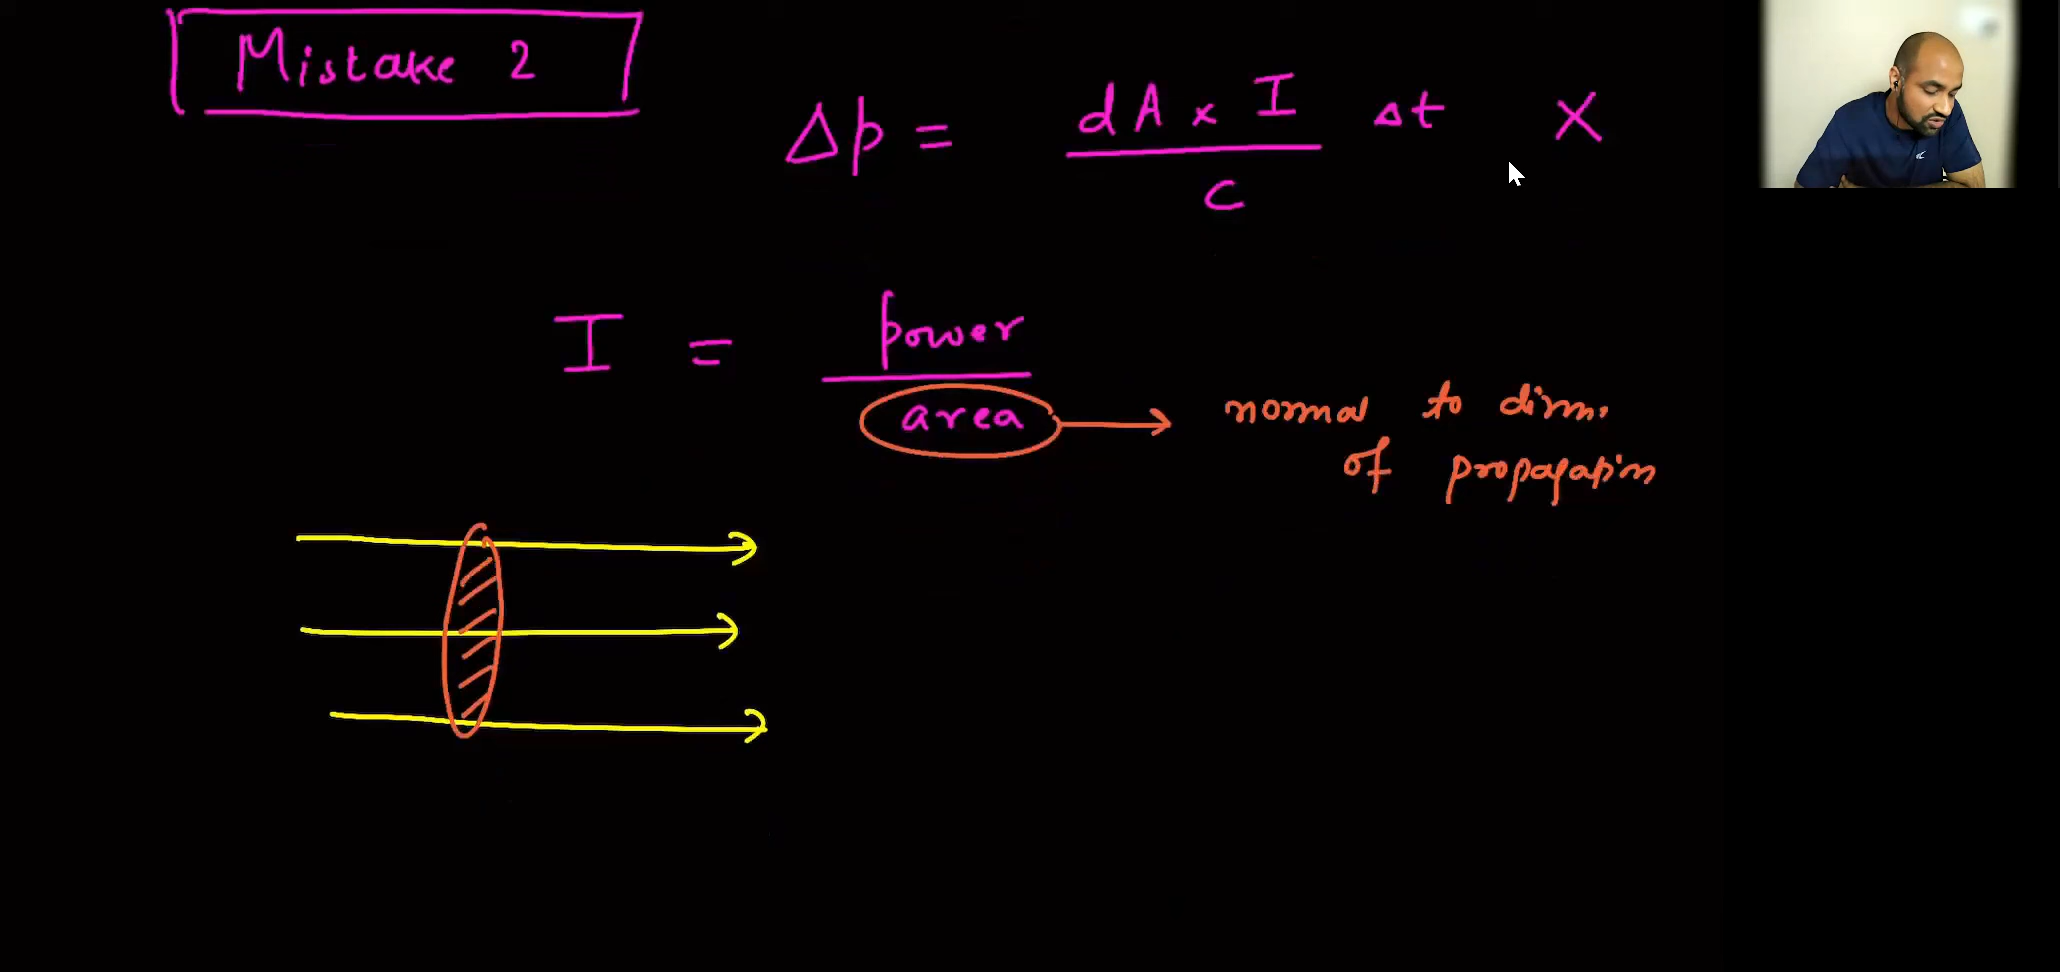 Mistake 2
Δp = dA x I / c Δt X
I = power / area
normal to dirn.
of propagation